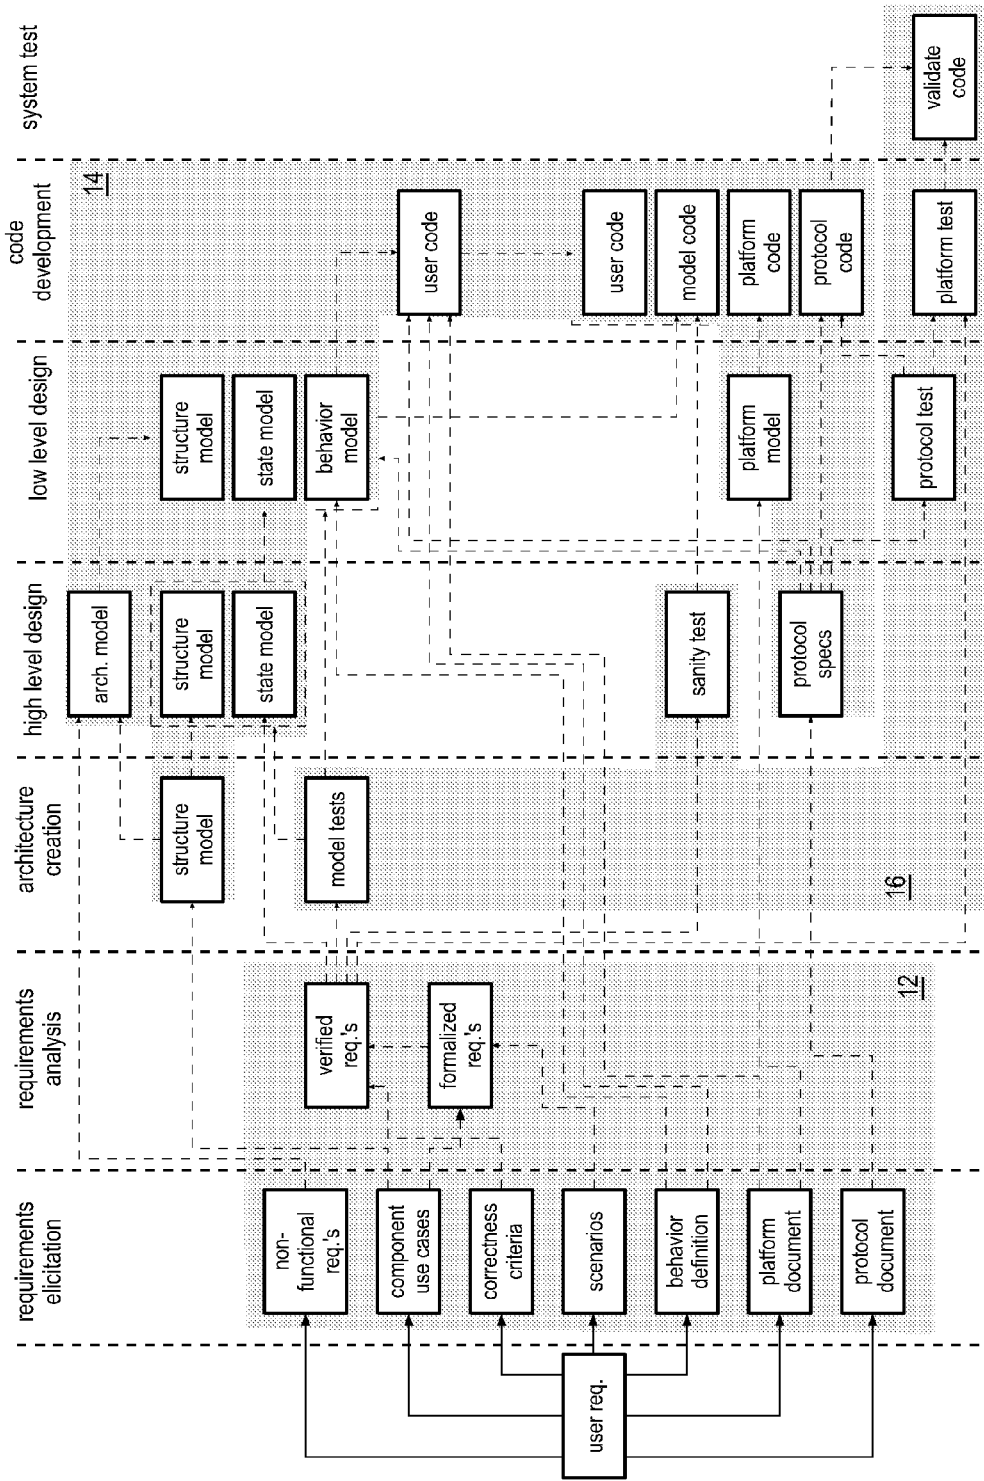 requirements
elicitation
requirements
analysis
architecture
creation
high level design
low level design
code
development
system test
user req.
non-
functional
req.'s
component
use cases
correctness
criteria
scenarios
behavior
definition
platform
document
protocol
document
verified
req.'s
formalized
req.'s
12
structure
model
model tests
16
arch. model
structure
model
state model
sanity test
protocol
specs
structure
model
state model
behavior
model
platform
model
protocol test
14
user code
user code
model code
platform
code
protocol
code
platform test
validate
code